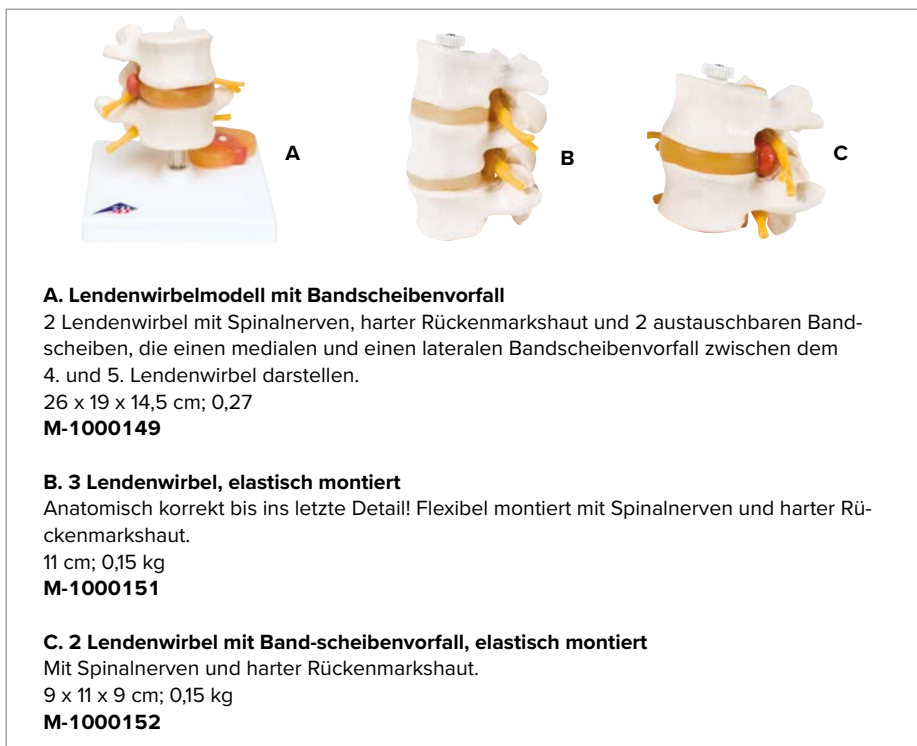 A
B
C
A. Lendenwirbelmodell mit Bandscheibenvorfall
2 Lendenwirbel mit Spinalnerven, harter Rückenmarkshaut und 2 austauschbaren Band-
scheiben, die einen medialen und einen lateralen Bandscheibenvorfall zwischen dem
4. und 5. Lendenwirbel darstellen.
26 x 19 x 14,5 cm; 0,27
M-1000149
B. 3 Lendenwirbel, elastisch montiert
Anatomisch korrekt bis ins letzte Detail! Flexibel montiert mit Spinalnerven und harter Rü-
ckenmarkshaut.
11 cm; 0,15 kg
M-1000151
C. 2 Lendenwirbel mit Band-scheibenvorfall, elastisch montiert
Mit Spinalnerven und harter Rückenmarkshaut.
9 x 11 x 9 cm; 0,15 kg
M-1000152